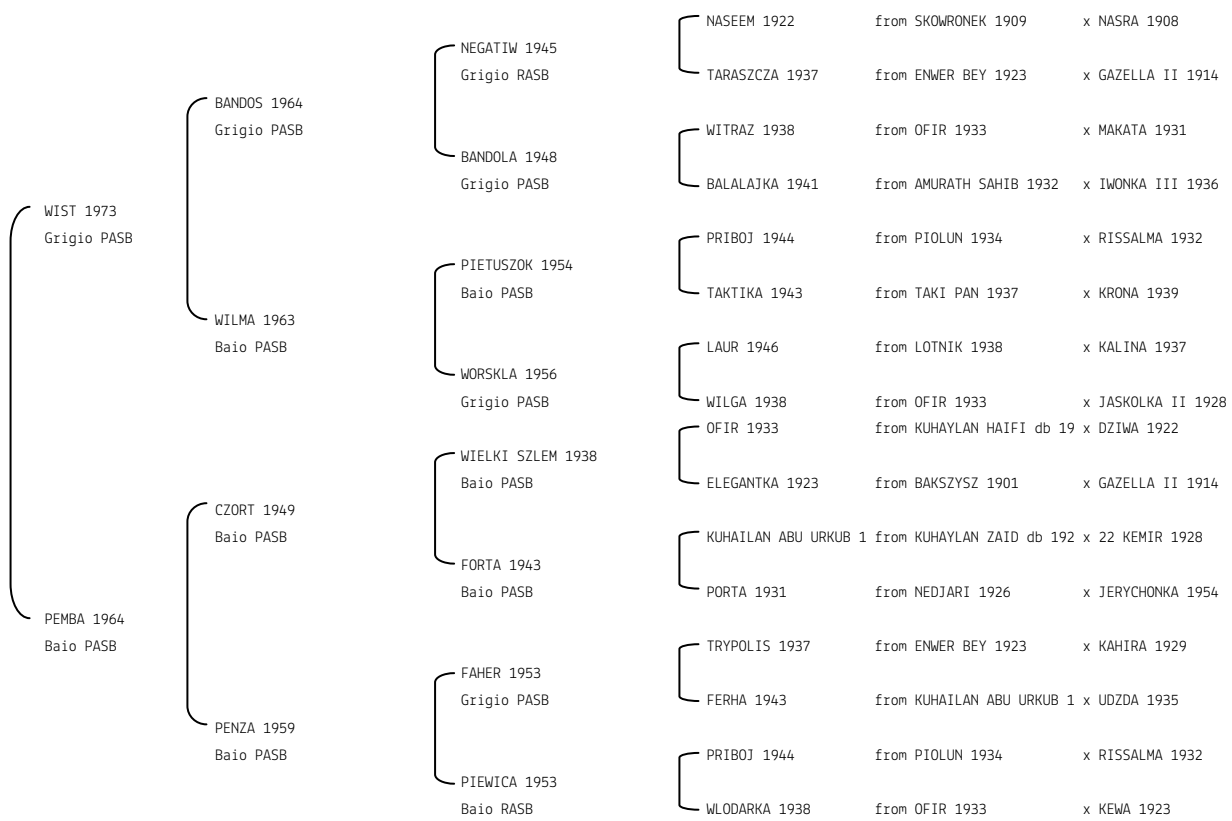 NASEEM 1922 from SKOWRONEK 1909 x NASRA 1908
NEGATIW 1945
Grigio RASB TARASZCZA 1937 from ENWER BEY 1923 x GAZELLA II 1914
BANDOS 1964
Grigio PASB WITRAZ 1938 from OFIR 1933 x MAKATA 1931
BANDOLA 1948
Grigio PASB BALALAJKA 1941 from AMURATH SAHIB 1932 x IWONKA III 1936
WIST 1973
Grigio PASB PRIBOJ 1944 from PIOLUN 1934 x RISSALMA 1932
PIETUSZOK 1954
Baio PASB TAKTIKA 1943 from TAKI PAN 1937 x KRONA 1939
WILMA 1963
Baio PASB LAUR 1946 from LOTNIK 1938 x KALINA 1937
WORSKLA 1956
Grigio PASB WILGA 1938 from OFIR 1933 x JASKOLKA II 1928
OFIR 1933 from KUHAYLAN HAIFI db 19 x DZIWA 1922
WIELKI SZLEM 1938
Baio PASB ELEGANTKA 1923 from BAKSZYSZ 1901 x GAZELLA II 1914
CZORT 1949
Baio PASB KUHAILAN ABU URKUB 1 from KUHAYLAN ZAID db 192 x 22 KEMIR 1928
FORTA 1943
Baio PASB PORTA 1931 from NEDJARI 1926 x JERYCHONKA 1954
PEMBA 1964
Baio PASB TRYPOLIS 1937 from ENWER BEY 1923 x KAHIRA 1929
FAHER 1953
Grigio PASB FERHA 1943 from KUHAILAN ABU URKUB 1 x UDZDA 1935
PENZA 1959
Baio PASB PRIBOJ 1944 from PIOLUN 1934 x RISSALMA 1932
PIEWICA 1953
Baio RASB WLODARKA 1938 from OFIR 1933 x KEWA 1923